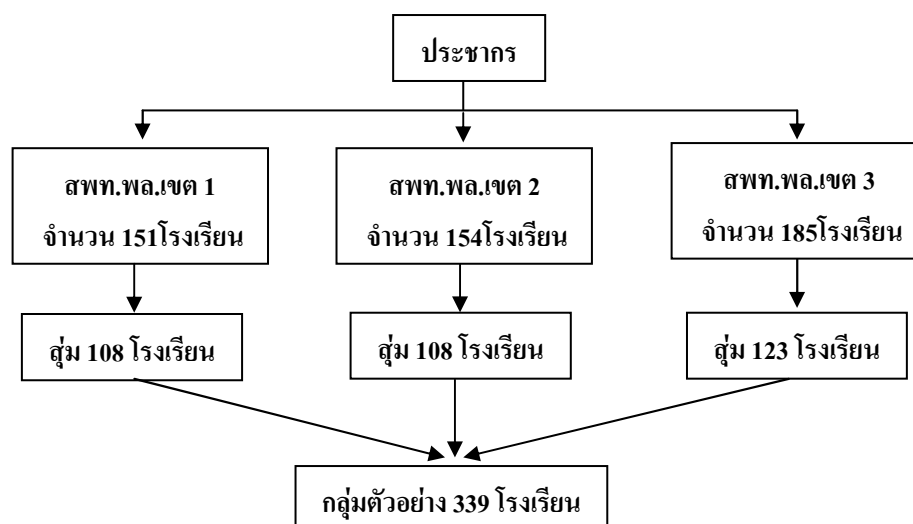 ประชากร
สพท.พล.เขต 1
จำนวน 151โรงเรียน
สพท.พล.เขต 2
จำนวน 154โรงเรียน
สพท.พล.เขต 3
จำนวน 185โรงเรียน
สุ่ม 108 โรงเรียน
สุ่ม 108 โรงเรียน
สุ่ม 123 โรงเรียน
กลุ่มตัวอย่าง 339 โรงเรียน